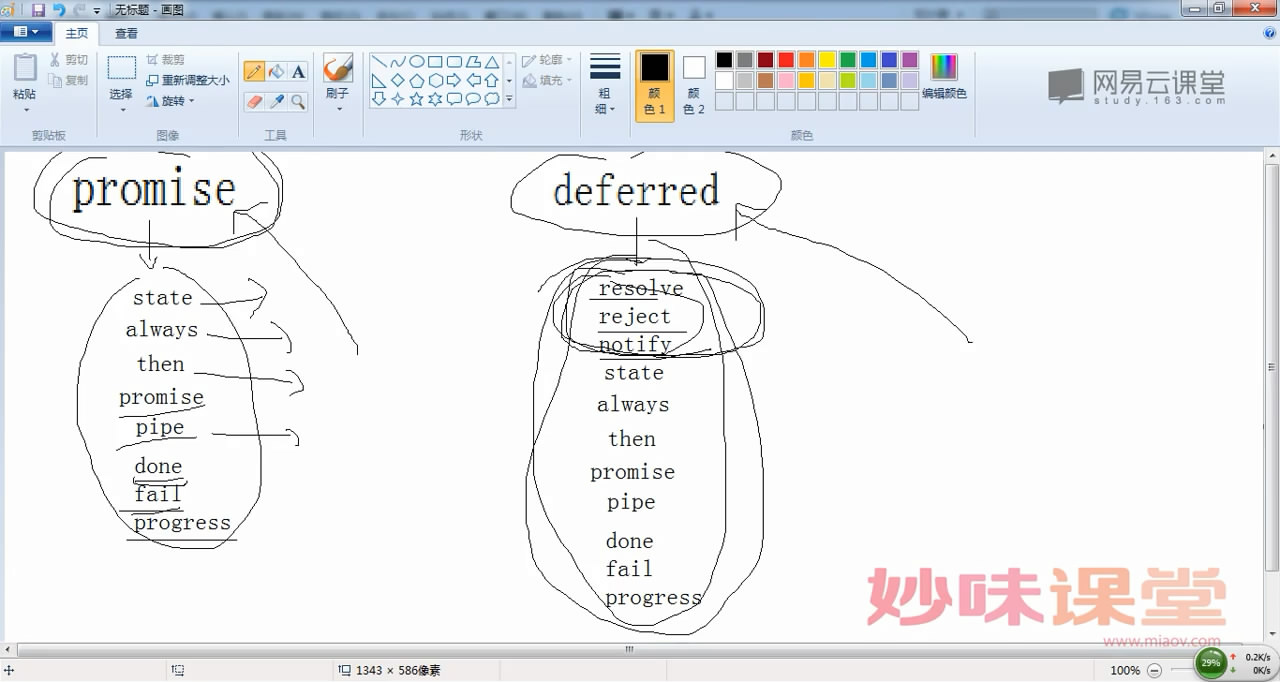 无标题 - 画图
主页 查看
粘贴
剪切
复制
剪贴板
选择
裁剪
重新调整大小
旋转
图像
A
工具
刷子
轮廓
填充
形状
粗细
颜色 1
颜色 2
颜色
编辑颜色
网易云课堂
study.163.com
promise
state
always
then
promise
pipe
done
fail
progress
deferred
resolve
reject
notify
state
always
then
promise
pipe
done
fail
progress
妙味课堂
www.miaov.com
1343 × 586像素
100%
29%
0.2K/s
0K/s